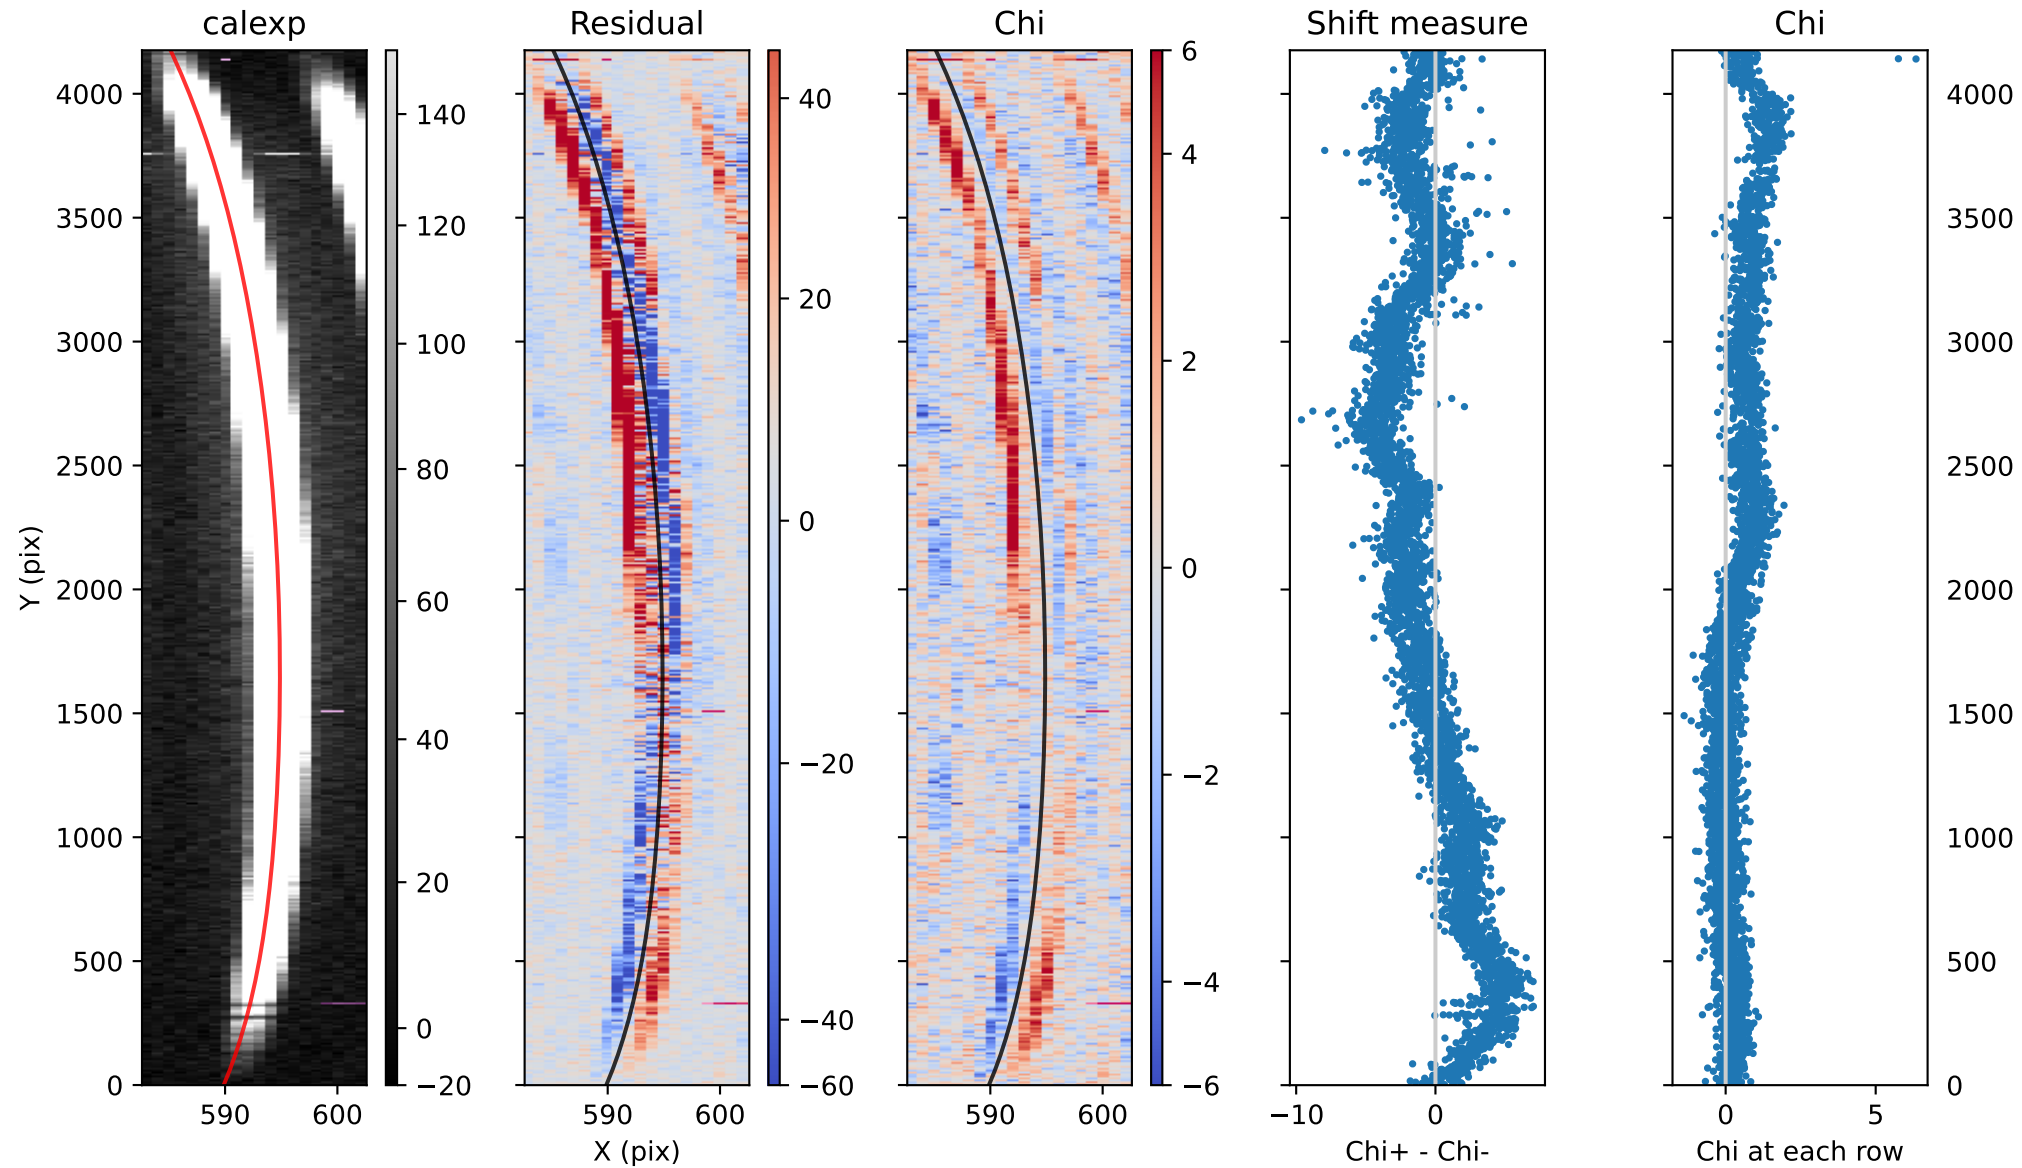 calexp Residual Chi Shift measure Chi
4000 3500 3000 2500 2000 1500 1000 500 0
Y (pix)
590 600
140 120 100 80 60 40 20 0 −20
590 600
X (pix)
40 20 0 −20 −40 −60
590 600
6 4 2 0 −2 −4 −6
−10 0
Chi+ - Chi-
0 5
Chi at each row
4000 3500 3000 2500 2000 1500 1000 500 0